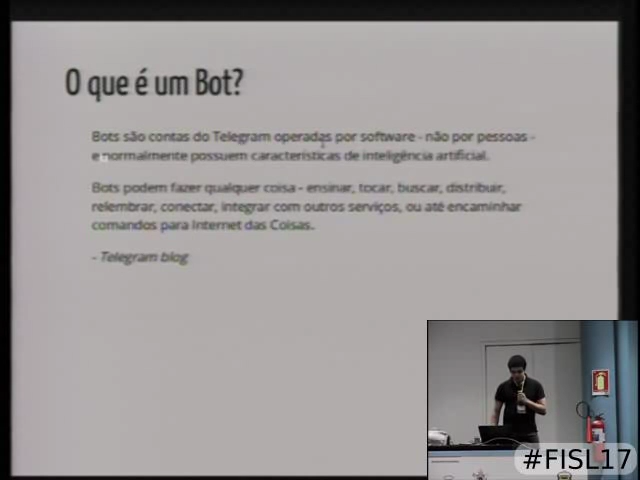 O que é um Bot?
Bots são contas do Telegram operadas por software - não por pessoas -
e normalmente possuem características de inteligência artificial.
Bots podem fazer qualquer coisa - ensinar, tocar, buscar, distribuir,
relembrar, conectar, integrar com outros serviços, ou até encaminhar
comandos para Internet das Coisas.
- Telegram blog
#FISL17